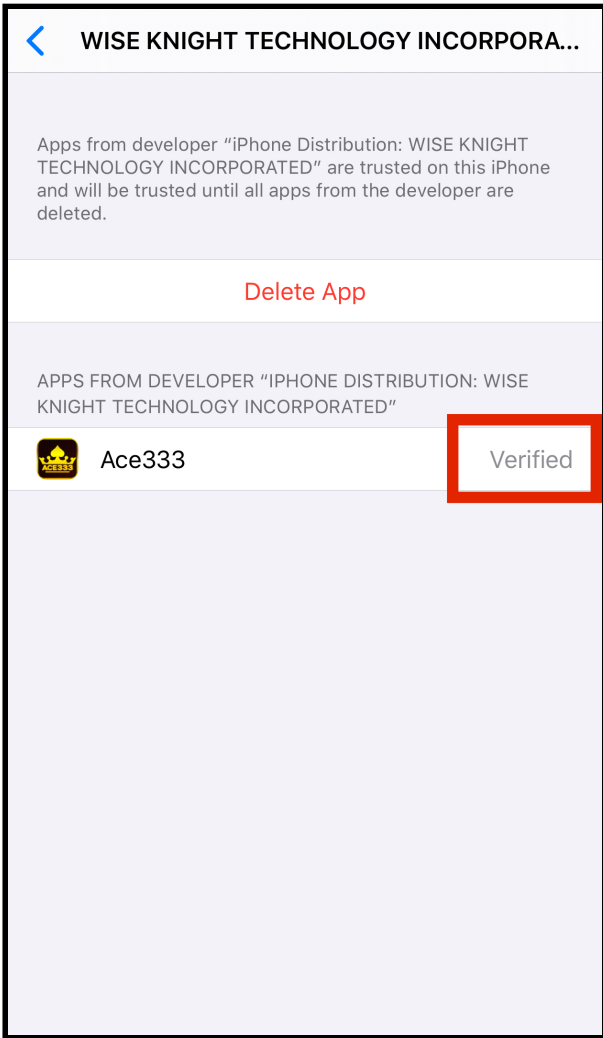 WISE KNIGHT TECHNOLOGY INCORPORA...
Apps from developer “iPhone Distribution: WISE KNIGHT
TECHNOLOGY INCORPORATED” are trusted on this iPhone
and will be trusted until all apps from the developer are
deleted.
Delete App
APPS FROM DEVELOPER “IPHONE DISTRIBUTION: WISE
KNIGHT TECHNOLOGY INCORPORATED”
ACE333
Ace333
Verified